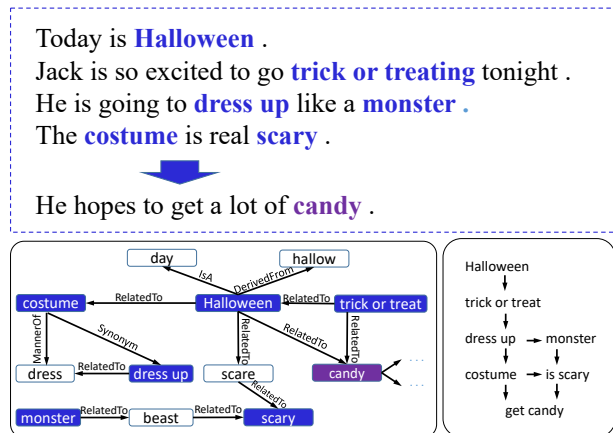 Today is Halloween .
Jack is so excited to go trick or treating tonight .
He is going to dress up like a monster .
The costume is real scary .
He hopes to get a lot of candy .
day
hallow
IsA
DerivedFrom
costume
RelatedTo
Halloween
RelatedTo
trick or treat
MannerOf
Synonym
RelatedTo
RelatedTo
RelatedTo
dress
RelatedTo
dress up
scare
candy
...
...
RelatedTo
monster
RelatedTo
beast
RelatedTo
scary
Halloween
trick or treat
dress up
monster
costume
is scary
get candy